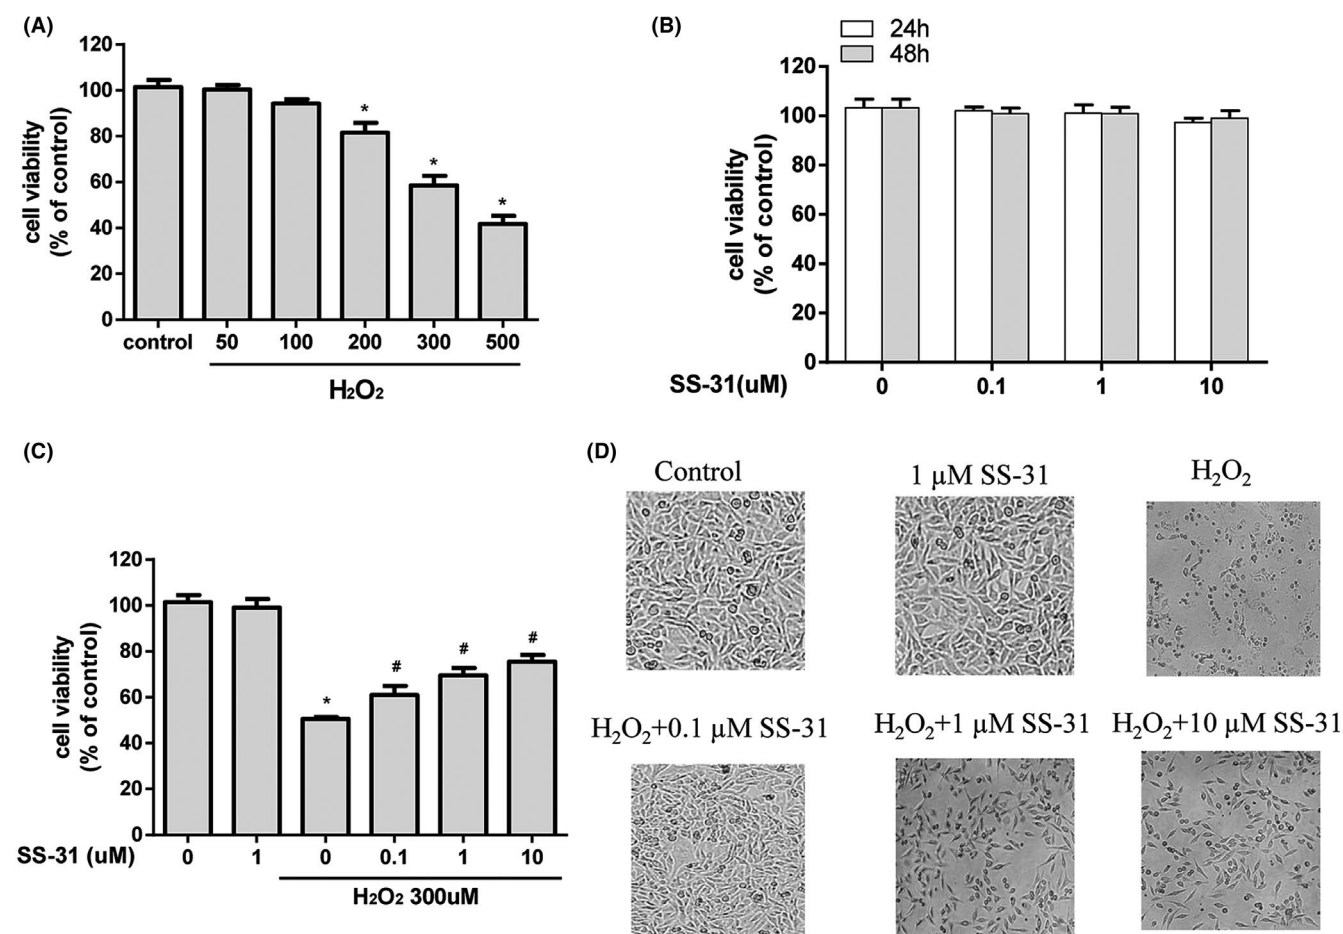 (A)
120
100
80
60
40
20
0
cell viability
(% of control)
*
*
*
control 50 100 200 300 500
H₂O₂
(B)
24h
48h
120
100
80
60
40
20
0
cell viability
(% of control)
SS-31(uM) 0 0.1 1 10
(C)
120
100
80
60
40
20
0
cell viability
(% of control)
*
#
#
#
SS-31 (uM) 0 1 0 0.1 1 10
H₂O₂ 300uM
(D)
Control
1 μM SS-31
H₂O₂
H₂O₂+0.1 μM SS-31
H₂O₂+1 μM SS-31
H₂O₂+10 μM SS-31